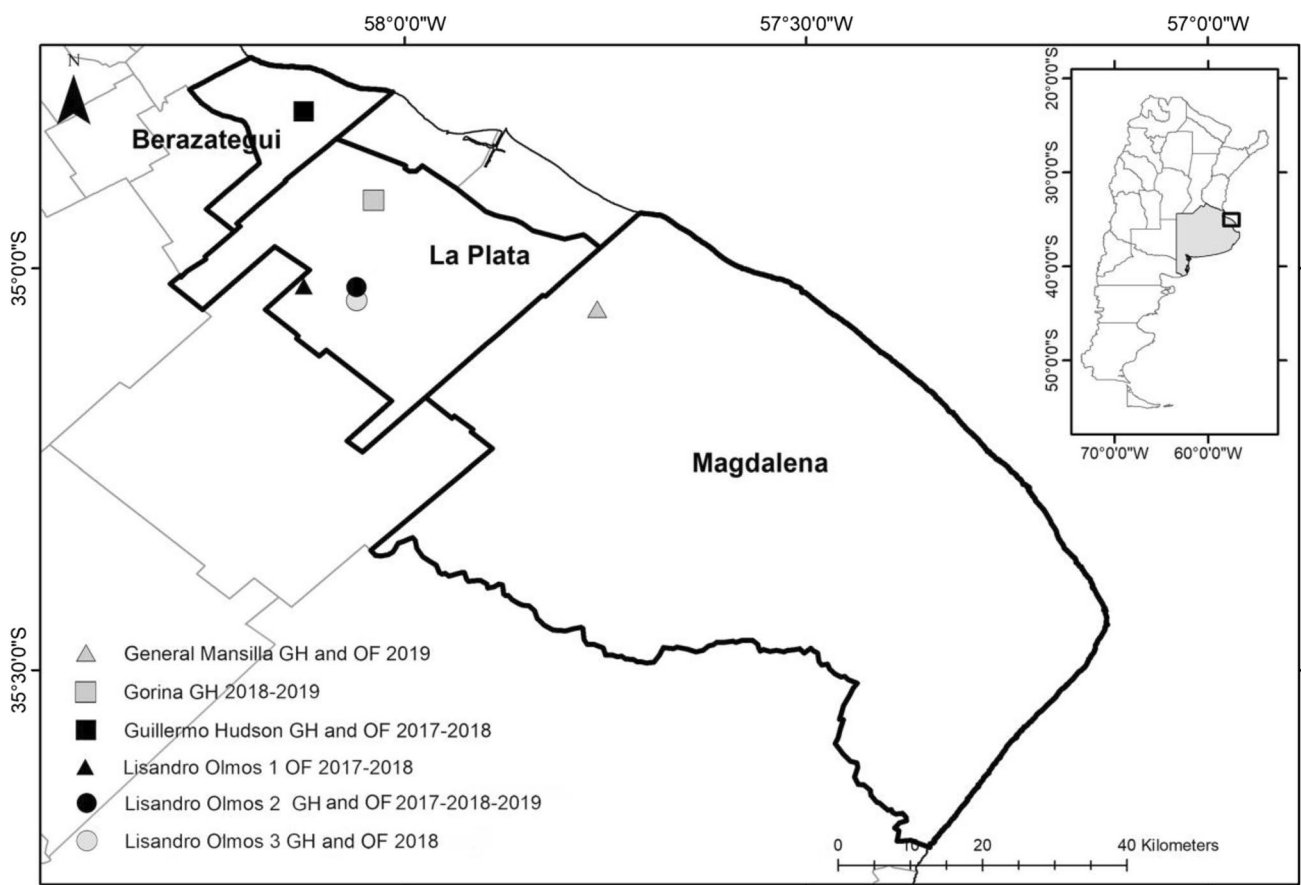 58°0'0"W
57°30'0"W
57°0'0"W
N
20°0'0"S
Berazategui
30°0'0"S
La Plata
35°0'0"S
40°0'0"S
50°0'0"S
70°0'0"W
60°0'0"W
Magdalena
35°30'0"S
General Mansilla GH and OF 2019
Gorina GH 2018-2019
Guillermo Hudson GH and OF 2017-2018
Lisandro Olmos 1 OF 2017-2018
Lisandro Olmos 2 GH and OF 2017-2018-2019
Lisandro Olmos 3 GH and OF 2018
0 10 20 40 Kilometers